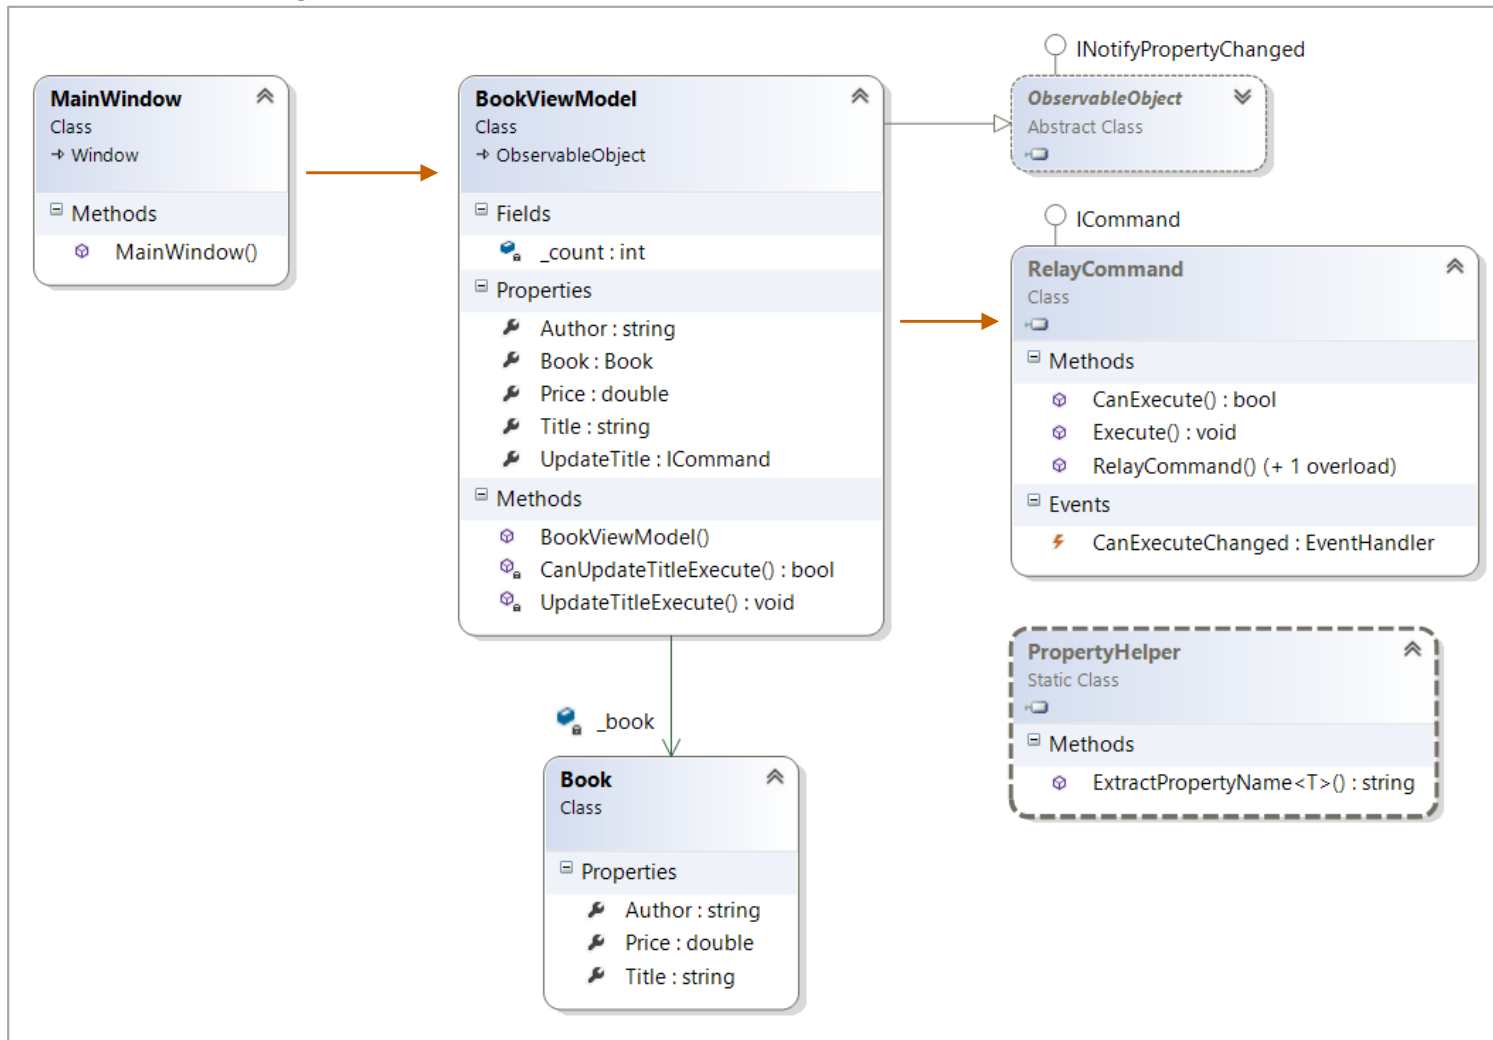 MainWindow
Class
Window
Methods
MainWindow()
BookViewModel
Class
ObservableObject
Fields
_count : int
Properties
Author : string
Book : Book
Price : double
Title : string
UpdateTitle : ICommand
Methods
BookViewModel()
CanUpdateTitleExecute() : bool
UpdateTitleExecute() : void
INotifyPropertyChanged
ObservableObject
Abstract Class
ICommand
RelayCommand
Class
Methods
CanExecute() : bool
Execute() : void
RelayCommand() (+ 1 overload)
Events
CanExecuteChanged : EventHandler
PropertyHelper
Static Class
Methods
ExtractPropertyName<T>() : string
_book
Book
Class
Properties
Author : string
Price : double
Title : string